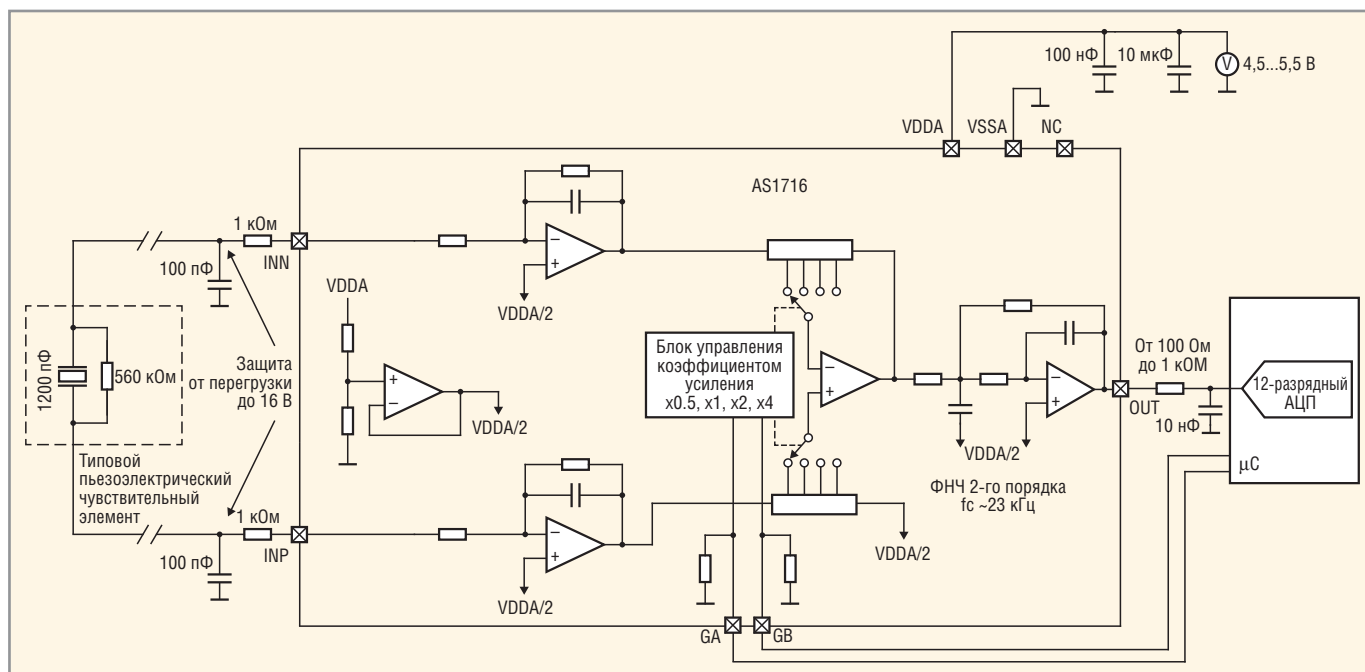 100 нФ
10 мкФ
V
4,5...5,5 В
VDDA
VSSA
NC
AS1716
1 кОм
INN
100 пФ
VDDA/2
VDDA
VDDA/2
1200 пФ
560 кОм
Защита
от перегрузки
до 16 В
Типовой
пьезоэлектрический
чувствительный
элемент
1 кОм
INP
100 пФ
VDDA/2
Блок управления
коэффициентом
усиления
x0.5, x1, x2, x4
VDDA/2
VDDA/2
ФНЧ 2-го порядка
fc ~23 кГц
От 100 Ом
до 1 кОМ
OUT
10 нФ
12-разрядный
АЦП
μC
GA
GB